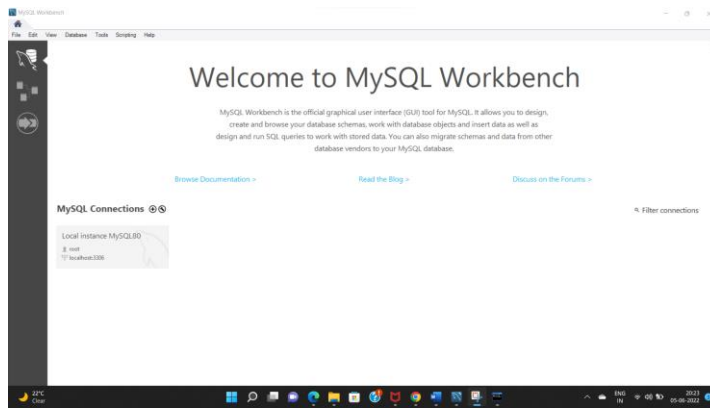 MySQL Workbench
File Edit View Database Tools Scripting Help
Welcome to MySQL Workbench
MySQL Workbench is the official graphical user interface (GUI) tool for MySQL. It allows you to design,
create and browse your database schemas, work with database objects and insert data as well as
design and run SQL queries to work with stored data. You can also migrate schemas and data from other
database vendors to your MySQL database.
Browse Documentation >
Read the Blog >
Discuss on the Forums >
MySQL Connections
Filter connections
Local instance MySQL80
root
localhost:3306
22°C
Clear
ENG
IN
20:23
05-06-2022